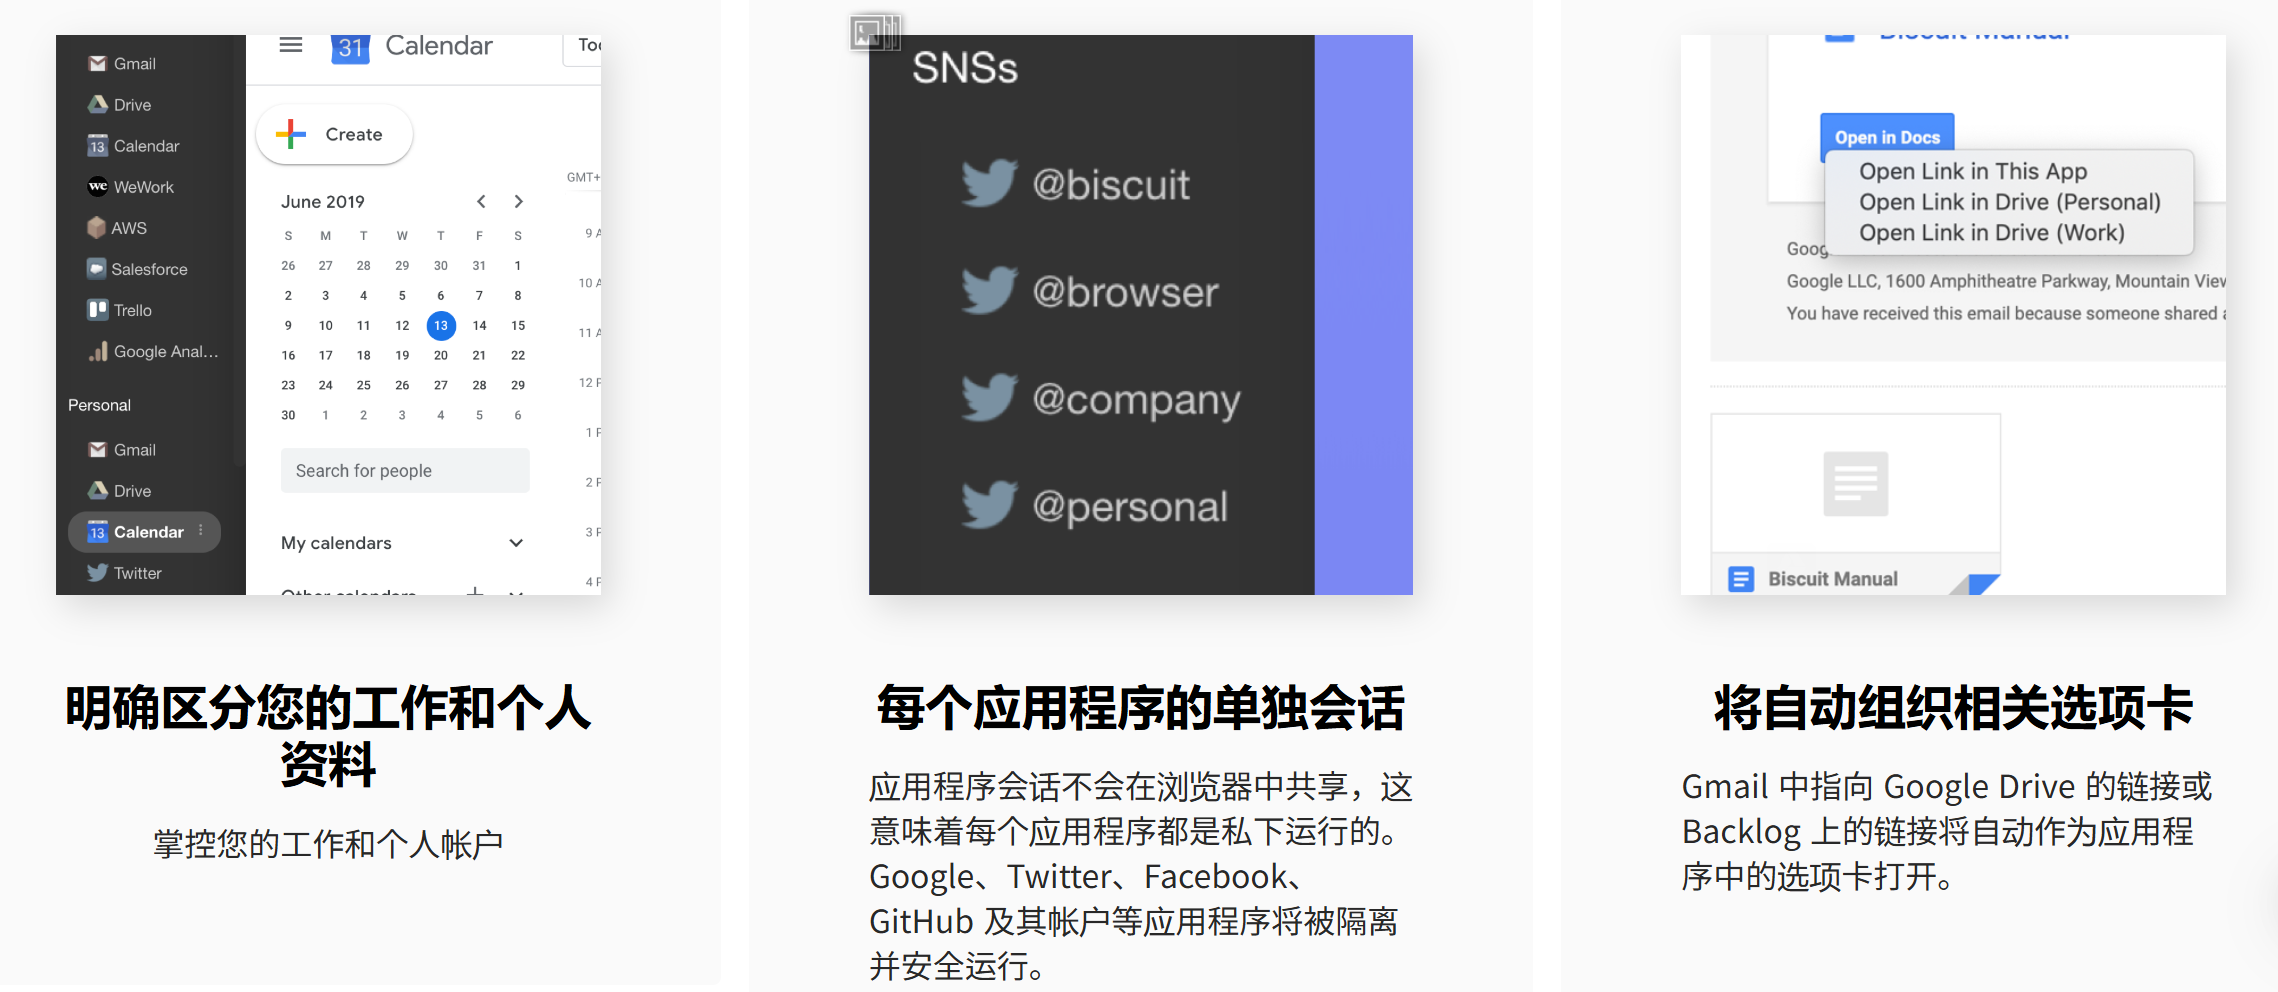 Gmail
Drive
13 Calendar
we WeWork
AWS
Salesforce
Trello
Google Anal...
Personal
Gmail
Drive
13 Calendar
Twitter
31 Calendar
Create
GMT+
June 2019
S M T W T F S
26 27 28 29 30 31 1
2 3 4 5 6 7 8
9 10 11 12 13 14 15
16 17 18 19 20 21 22
23 24 25 26 27 28 29
30 1 2 3 4 5 6
Search for people
My calendars
Other calendars
9 A
10 A
11 A
12 P
1 P
2 P
3 P
4 P
明确区分您的工作和个人
资料
掌控您的工作和个人帐户
SNSs
@biscuit
@browser
@company
@personal
每个应用程序的单独会话
应用程序会话不会在浏览器中共享，这
意味着每个应用程序都是私下运行的。
Google、Twitter、Facebook、
GitHub 及其帐户等应用程序将被隔离
并安全运行。
Biscuit Manual
Open in Docs
Open Link in This App
Open Link in Drive (Personal)
Open Link in Drive (Work)
Goog
Google LLC, 1600 Amphitheatre Parkway, Mountain View
You have received this email because someone shared a
Biscuit Manual
将自动组织相关选项卡
Gmail 中指向 Google Drive 的链接或
Backlog 上的链接将自动作为应用程
序中的选项卡打开。